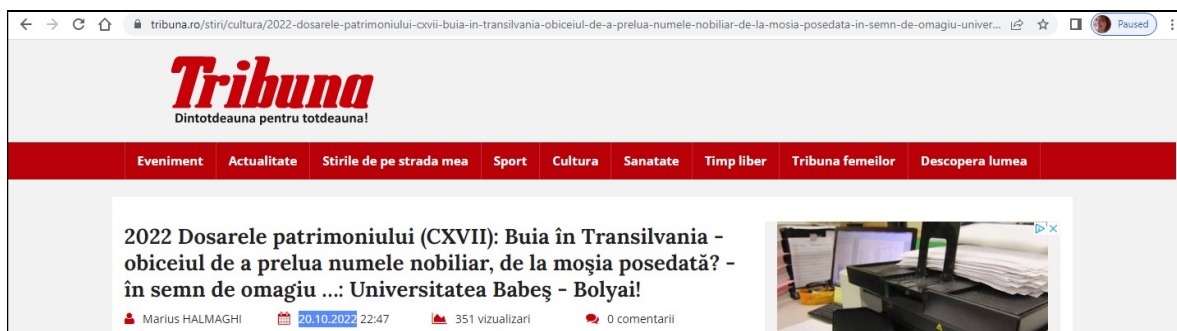 tribuna.ro/stiri/cultura/2022-dosarele-patrimoniului-cxvii-buia-in-transilvania-obiceiul-de-a-prelua-numele-nobiliar-de-la-mosia-posedata-in-semn-de-omagiu-univer... Paused
Tribuna
Dintotdeauna pentru totdeauna!
Eveniment Actualitate Stirile de pe strada mea Sport Cultura Sanatate Timp liber Tribuna femeilor Descopera lumea
2022 Dosarele patrimoniului (CXVII): Buia în Transilvania -
obiceiul de a prelua numele nobiliar, de la moşia posedată? -
în semn de omagiu ...: Universitatea Babeş - Bolyai!
Marius HALMAGHI 20.10.2022 22:47 351 vizualizari 0 comentarii